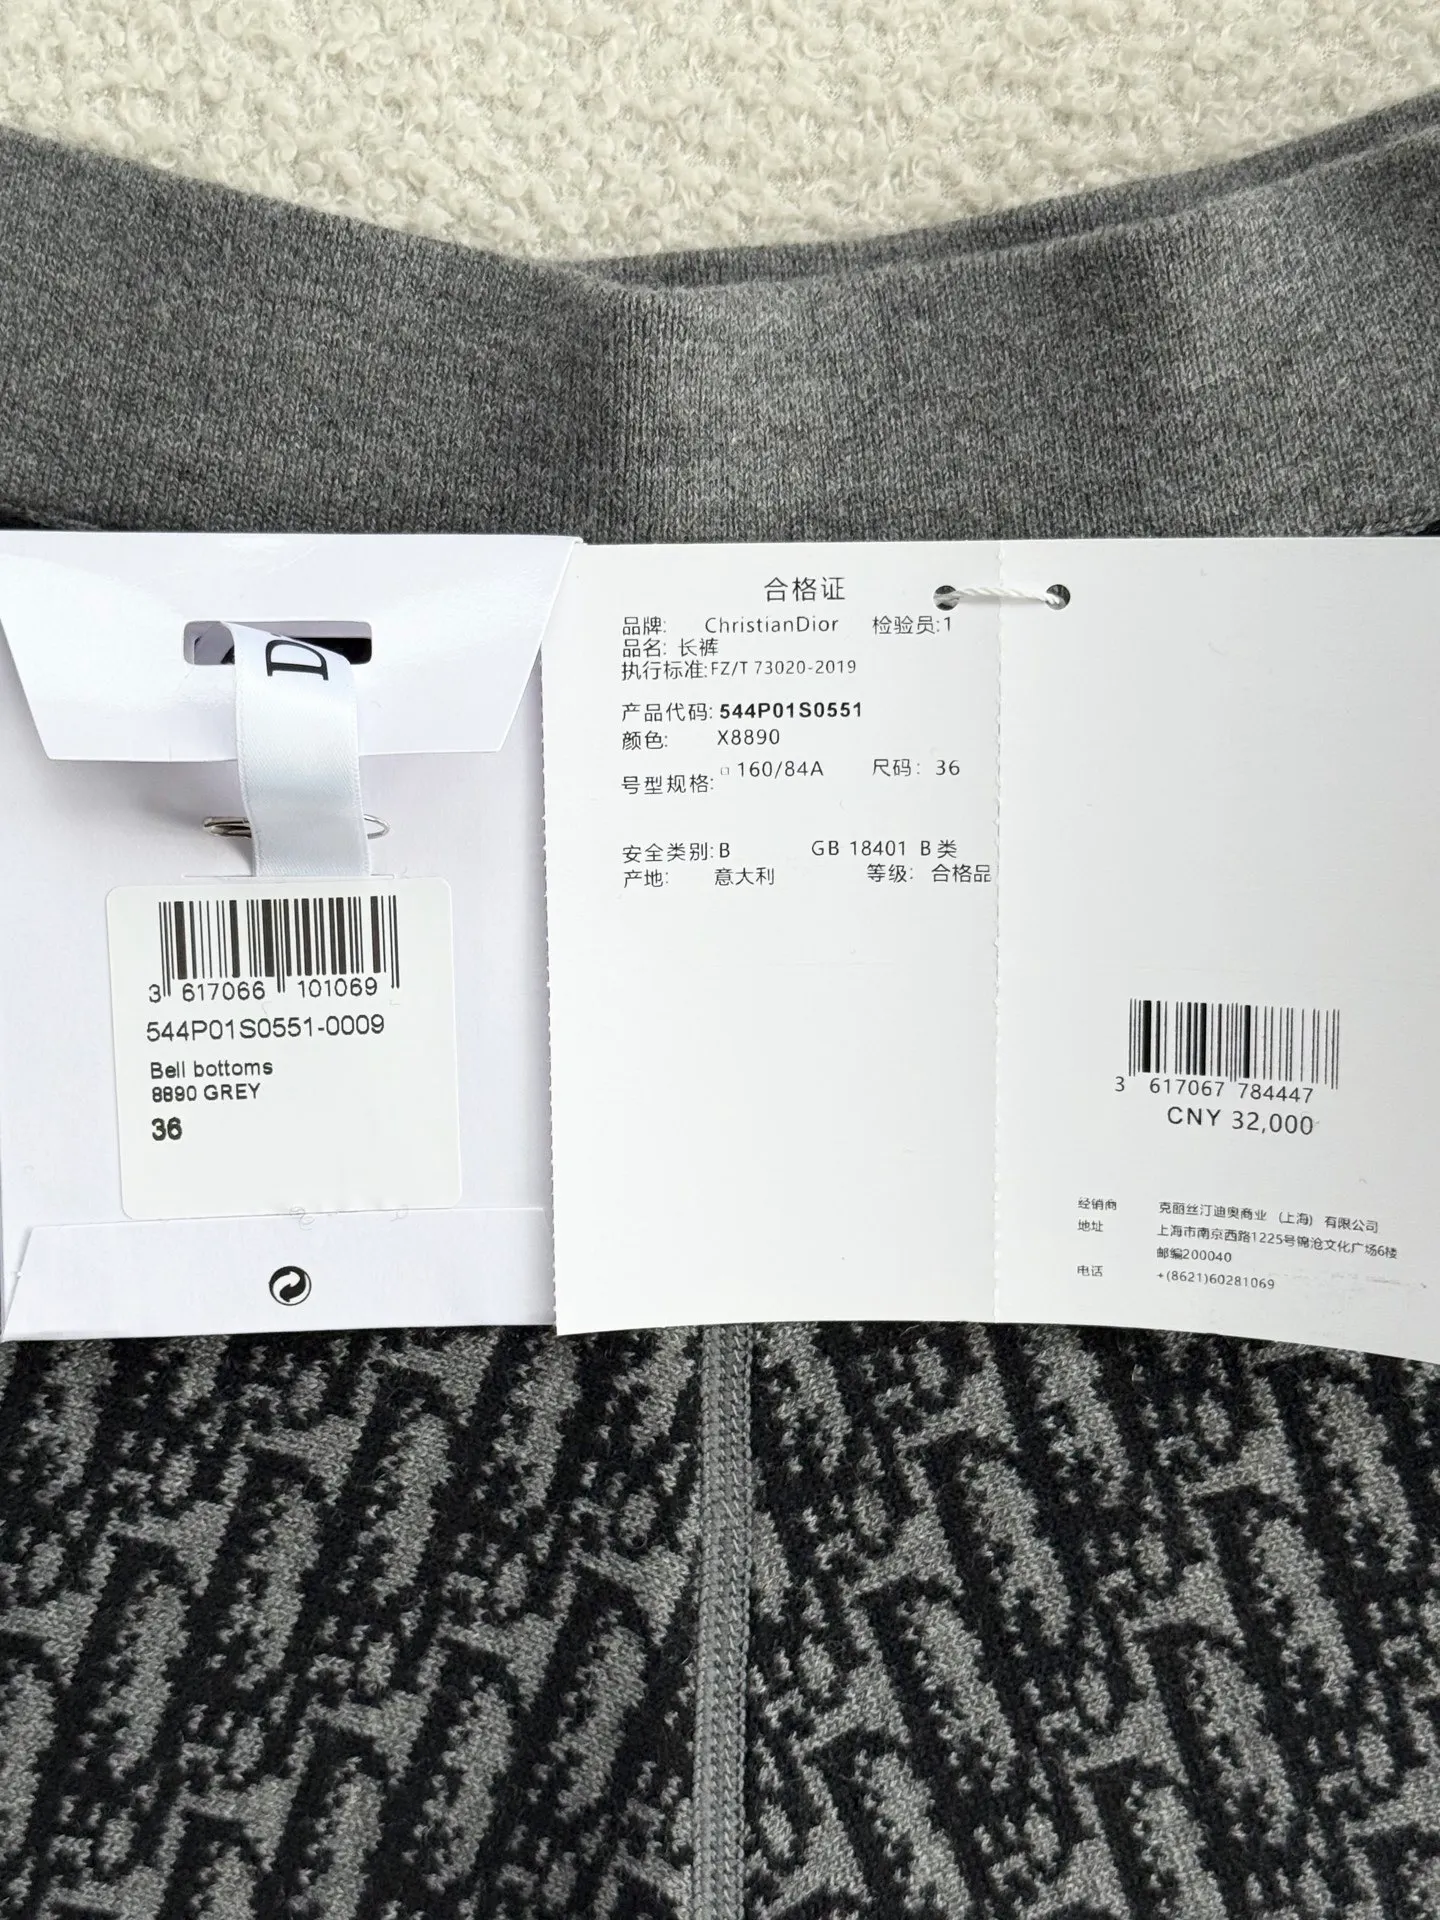 D
3 617066 101069
544P01S0551-0009
Bell bottoms
8890 GREY
36
合格证
品牌: ChristianDior 检验员:1
品名: 长裤
执行标准:FZ/T 73020-2019
产品代码: 544P01S0551
颜色: X8890
号型规格: □ 160/84A 尺码: 36
安全类别: B GB 18401 B 类
产地: 意大利 等级: 合格品
3 617067 784447
CNY 32,000
经销商 克丽丝汀迪奥商业 (上海) 有限公司
地址 上海市南京西路1225号锦沧文化广场6楼
邮编200040
电话 +(8621)60281069